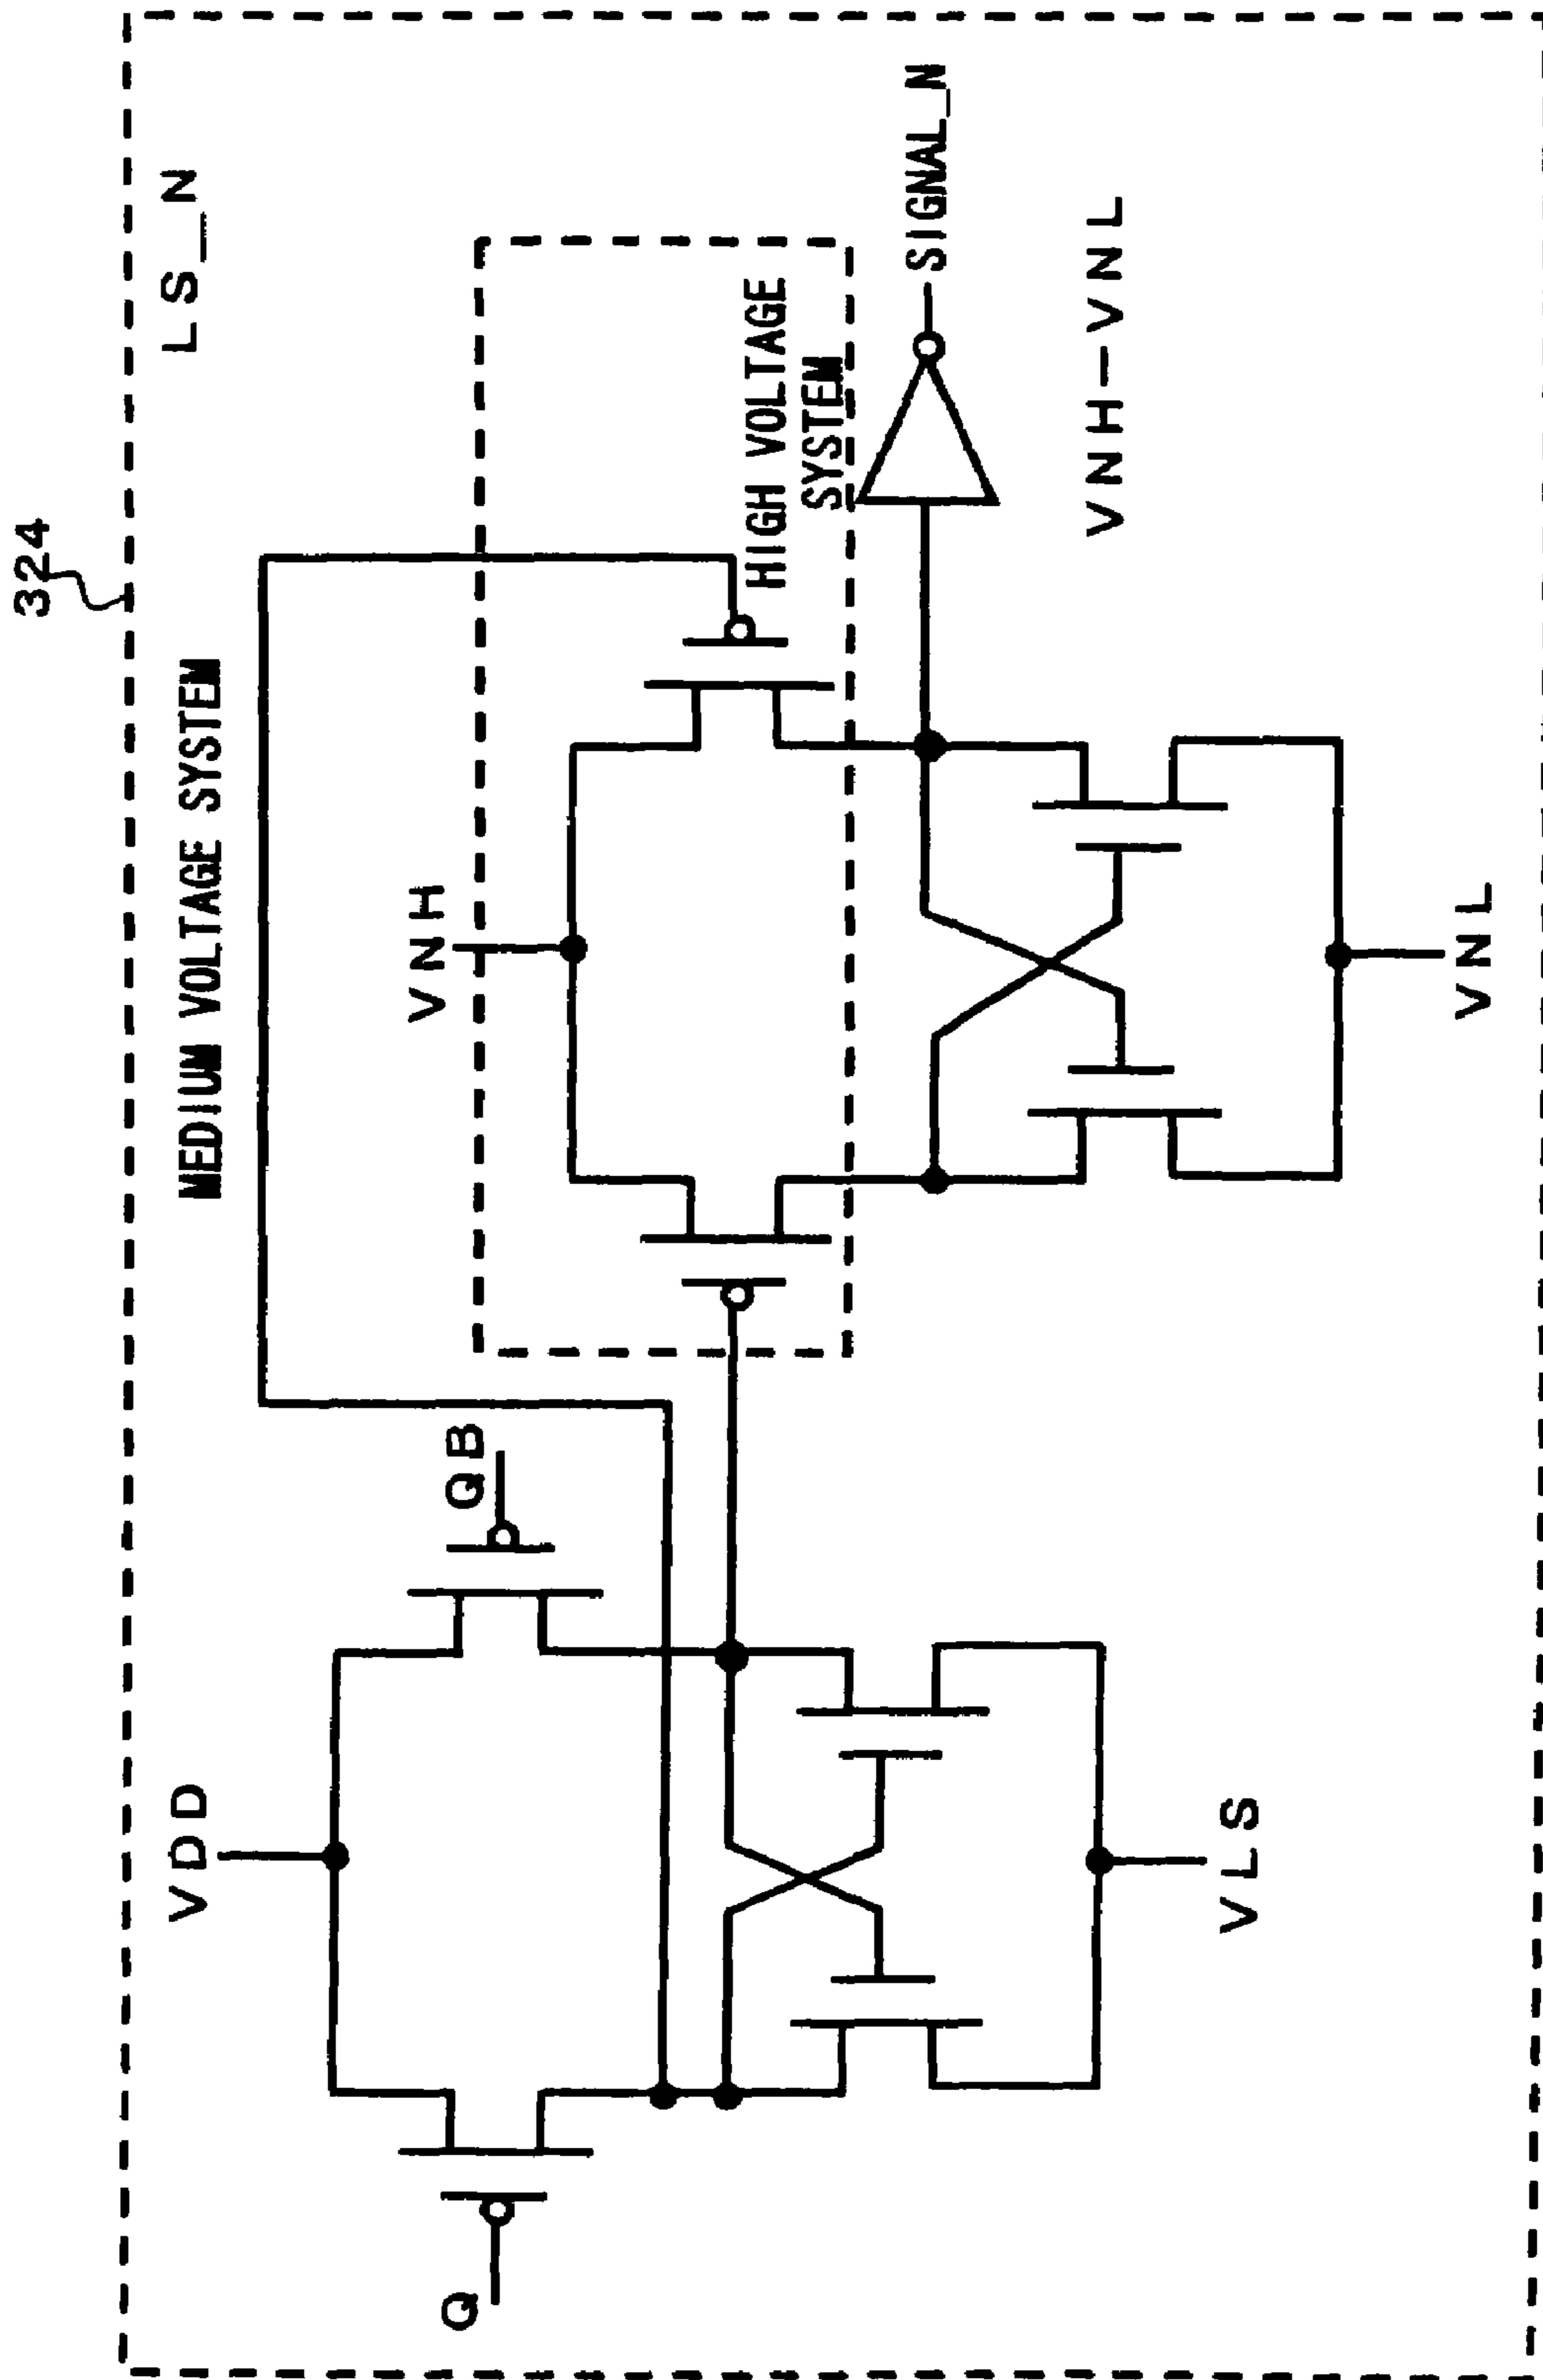 324
LS_N
MEDIUM VOLTAGE SYSTEM
VDD
QB
Q
VLS
VNH
HIGH VOLTAGE
SYSTEM
SIGNAL_N
VNH-VNL
VNL